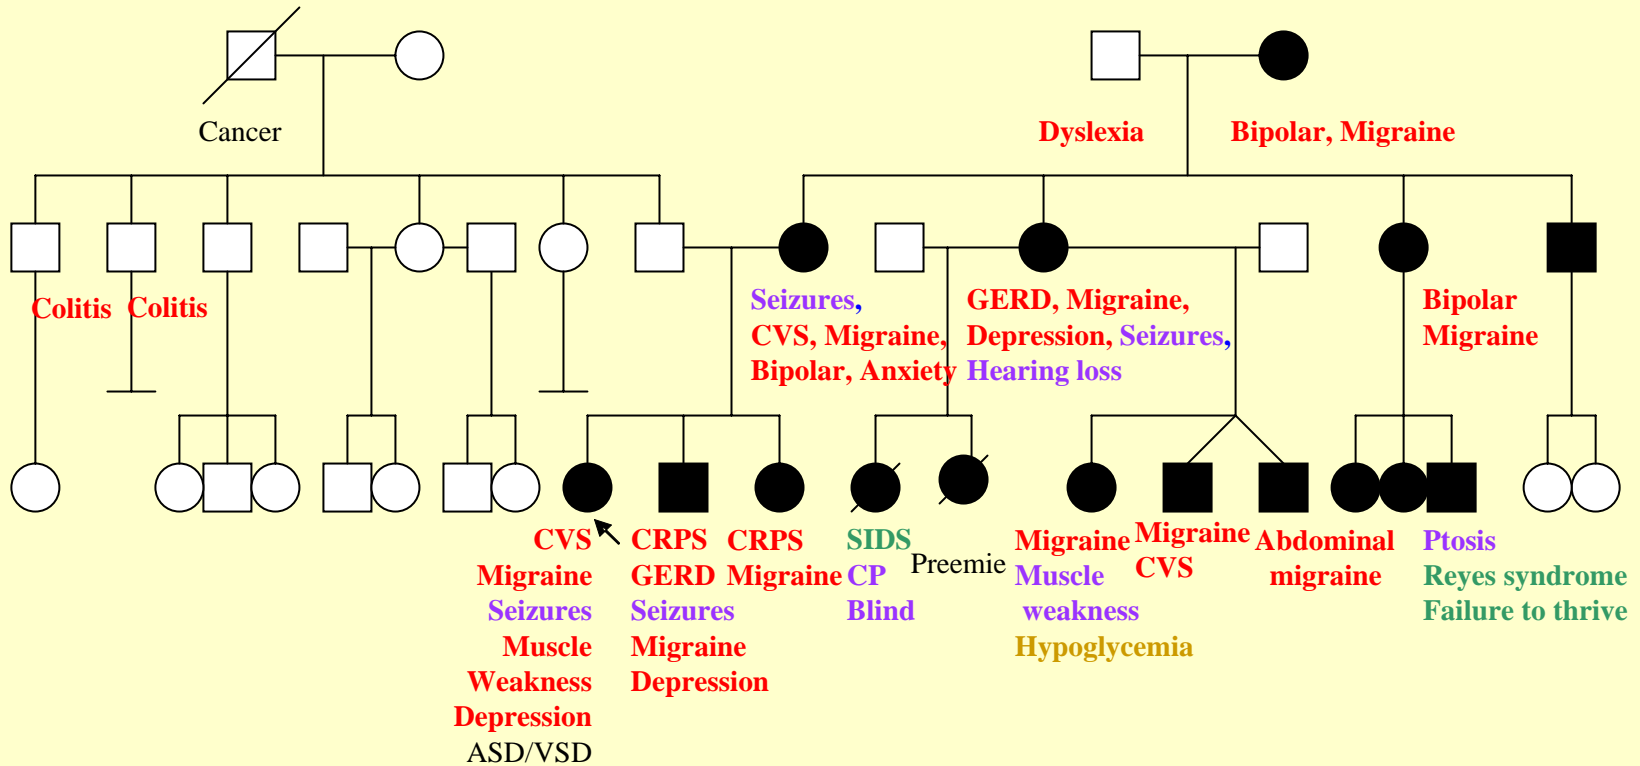 Cancer
Dyslexia
Bipolar, Migraine
Colitis
Colitis
Seizures,
CVS, Migraine,
Bipolar, Anxiety
GERD, Migraine,
Depression, Seizures,
Hearing loss
Bipolar
Migraine
CVS
Migraine
Seizures
Muscle
Weakness
Depression
ASD/VSD
CRPS
GERD
Seizures
Migraine
Depression
CRPS
Migraine
SIDS
CP
Blind
Preemie
Migraine
Muscle
weakness
Hypoglycemia
Migraine
CVS
Abdominal
migraine
Ptosis
Reyes syndrome
Failure to thrive